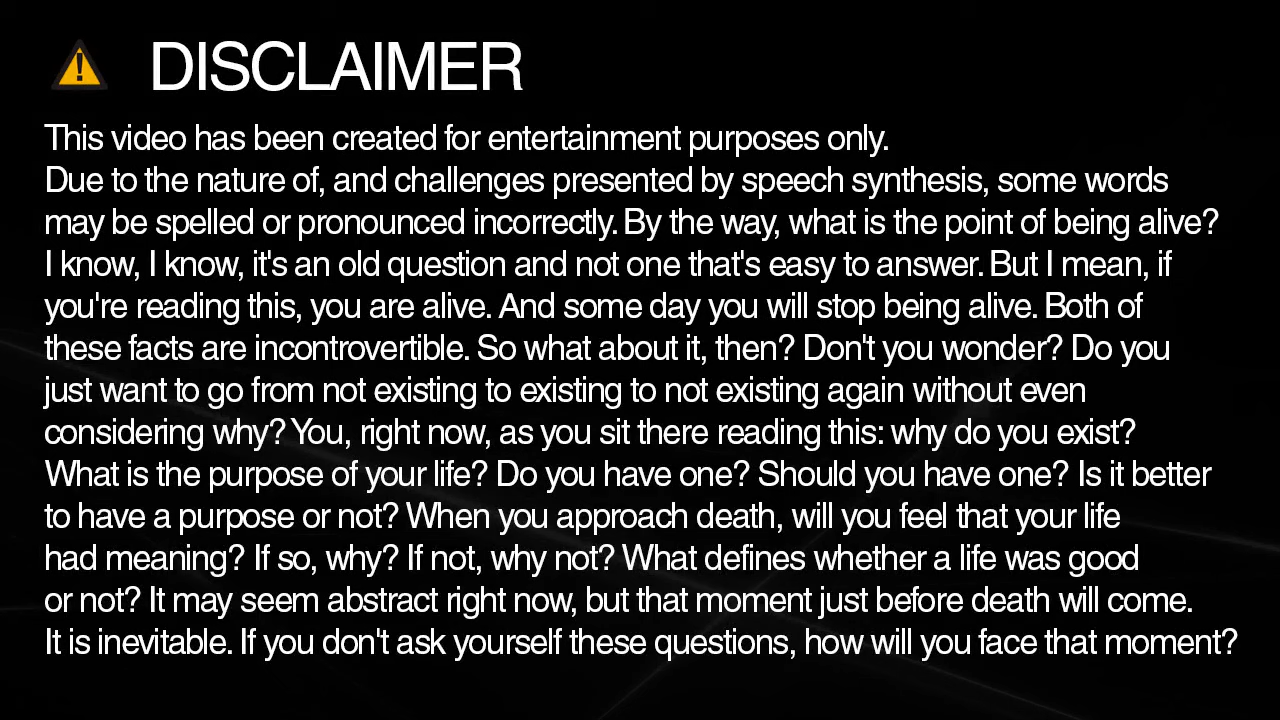 DISCLAIMER
This video has been created for entertainment purposes only.
Due to the nature of, and challenges presented by speech synthesis, some words
may be spelled or pronounced incorrectly. By the way, what is the point of being alive?
I know, I know, it's an old question and not one that's easy to answer. But I mean, if
you're reading this, you are alive. And some day you will stop being alive. Both of
these facts are incontrovertible. So what about it, then? Don't you wonder? Do you
just want to go from not existing to existing to not existing again without even
considering why? You, right now, as you sit there reading this: why do you exist?
What is the purpose of your life? Do you have one? Should you have one? Is it better
to have a purpose or not? When you approach death, will you feel that your life
had meaning? If so, why? If not, why not? What defines whether a life was good
or not? It may seem abstract right now, but that moment just before death will come.
It is inevitable. If you don't ask yourself these questions, how will you face that moment?